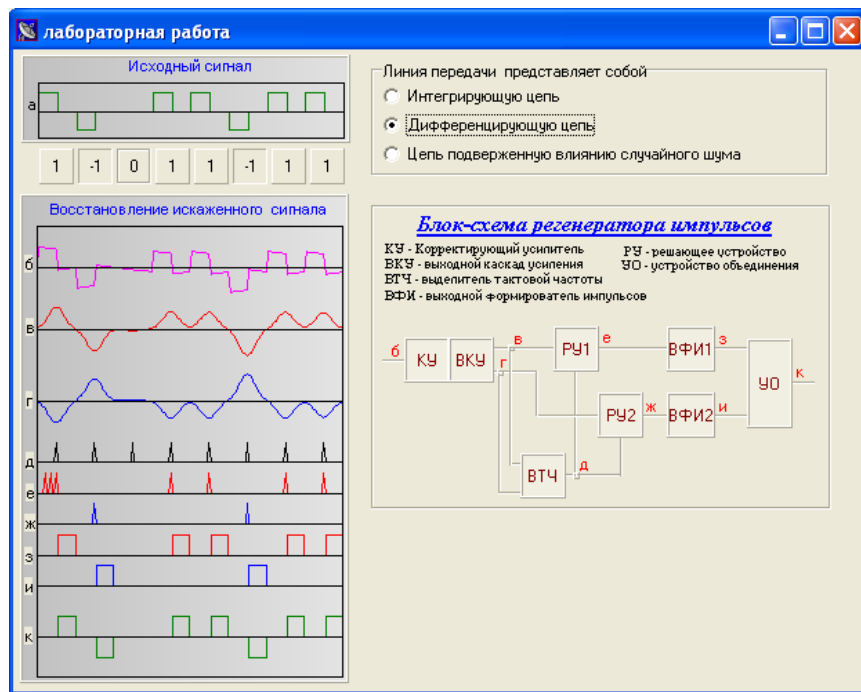 лабораторная работа
Исходный сигнал
а
1 -1 0 1 1 -1 1 1
Восстановление искаженного сигнала
б
в
г
д
е
ж
з
и
к
Линия передачи представляет собой
Интегрирующую цепь
Дифференцирующую цепь
Цепь подверженную влиянию случайного шума
Блок-схема регенератора импульсов
КУ - Корректирующий усилитель
РУ - решающее устройство
ВКУ - выходной каскад усиления
УО - устройство объединения
ВТЧ - выделитель тактовой частоты
ВФИ - выходной формирователь импульсов
б КУ ВКУ в г РУ1 е ВФИ1 з
УО к
РУ2 ж ВФИ2 и
ВТЧ д